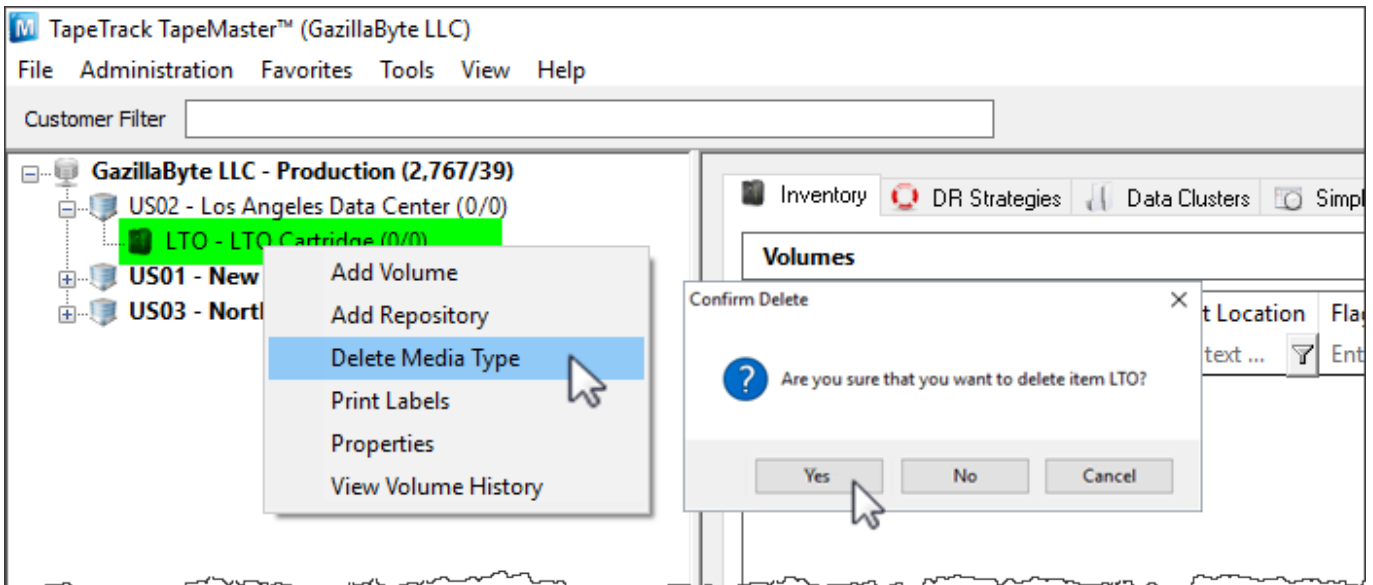 TapeTrack TapeMaster™ (GazillaByte LLC)
File Administration Favorites Tools View Help
Customer Filter
GazillaByte LLC - Production (2,767/39)
US02 - Los Angeles Data Center (0/0)
LTO - LTO Cartridge (0/0)
US01 - New
US03 - North
Add Volume
Add Repository
Delete Media Type
Print Labels
Properties
View Volume History
Inventory DR Strategies Data Clusters Simpl
Volumes
t Location Flag
text ... Ent
Confirm Delete
Are you sure that you want to delete item LTO?
Yes No Cancel